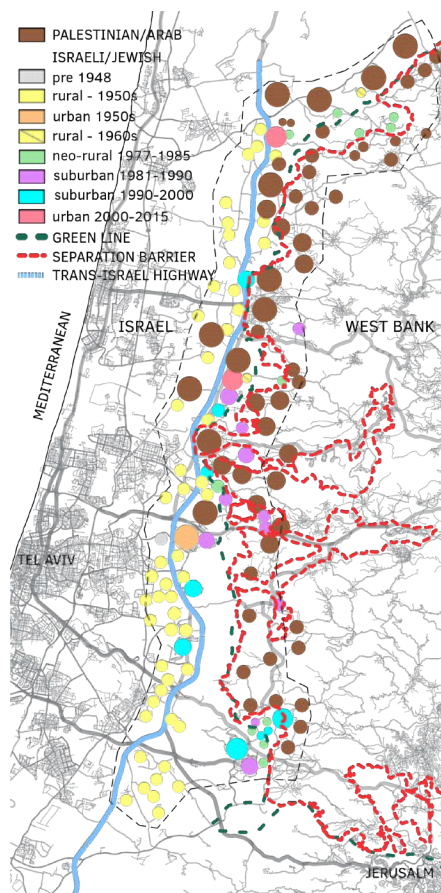 PALESTINIAN/ARAB
ISRAELI/JEWISH
pre 1948
rural - 1950s
urban 1950s
rural - 1960s
neo-rural 1977-1985
suburban 1981-1990
suburban 1990-2000
urban 2000-2015
GREEN LINE
SEPARATION BARRIER
TRANS-ISRAEL HIGHWAY
ISRAEL
WEST BANK
MEDITERRANEAN
TEL AVIV
JERUSALM